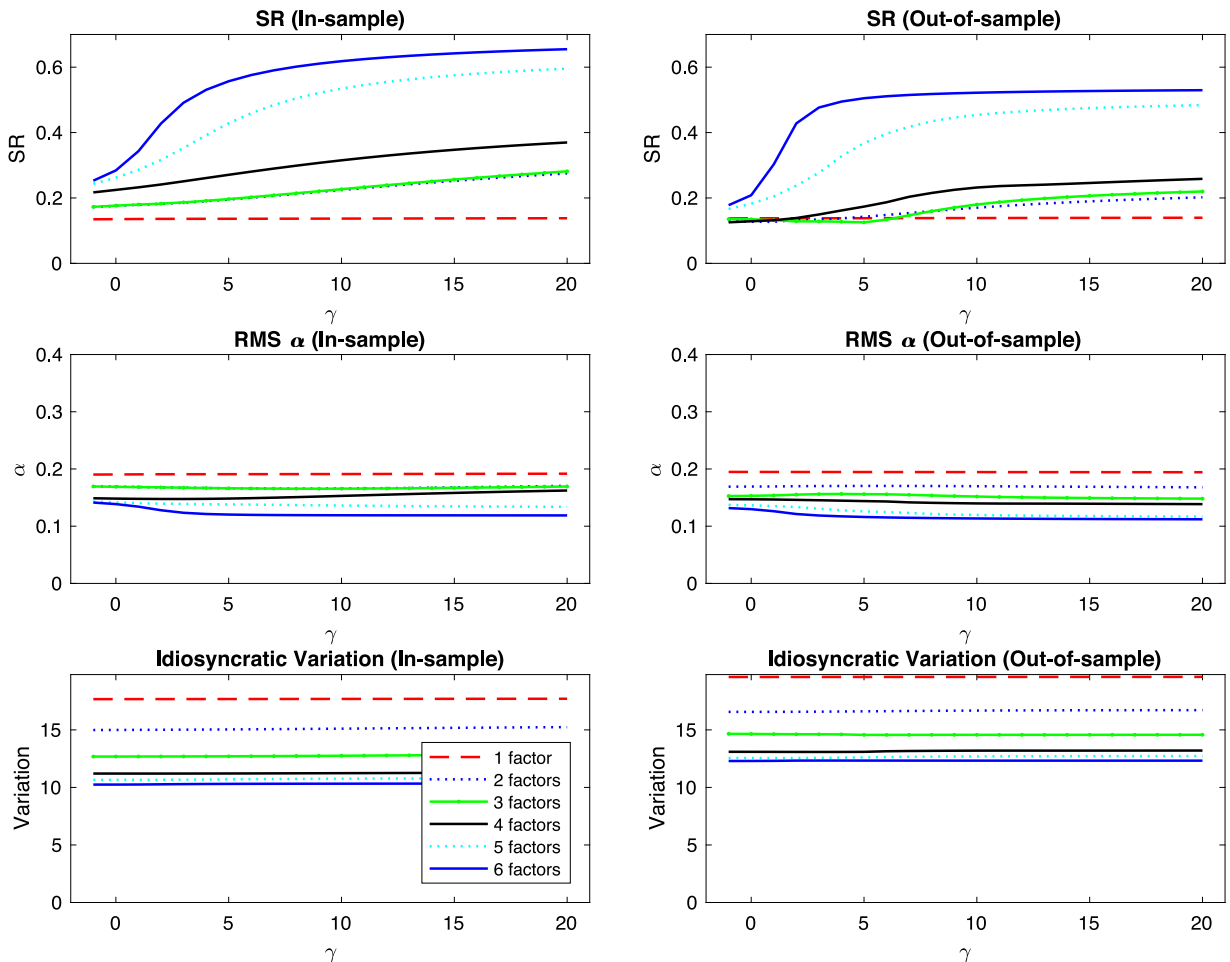 SR (In-sample)
SR
0.6
0.4
0.2
0
0 5 10 15 20
γ
SR (Out-of-sample)
SR
0.6
0.4
0.2
0
0 5 10 15 20
γ
RMS α (In-sample)
α
0.4
0.3
0.2
0.1
0
0 5 10 15 20
γ
RMS α (Out-of-sample)
α
0.4
0.3
0.2
0.1
0
0 5 10 15 20
γ
Idiosyncratic Variation (In-sample)
Variation
15
10
5
0
1 factor
2 factors
3 factors
4 factors
5 factors
6 factors
0 5 10 15 20
γ
Idiosyncratic Variation (Out-of-sample)
Variation
15
10
5
0
0 5 10 15 20
γ